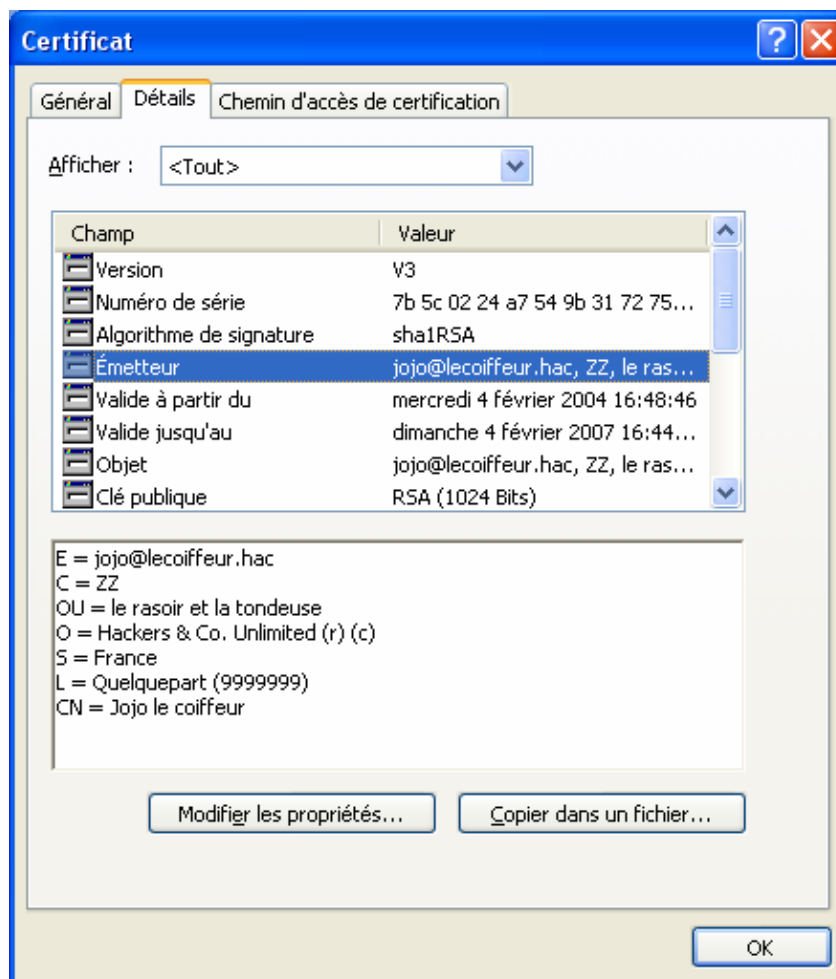 Certificat
Général Détails Chemin d'accès de certification
Afficher : <Tout>
Champ Valeur
Version V3
Numéro de série 7b 5c 02 24 a7 54 9b 31 72 75...
Algorithme de signature sha1RSA
Émetteur jojo@lecoiffeur.hac, ZZ, le ras...
Valide à partir du mercredi 4 février 2004 16:48:46
Valide jusqu'au dimanche 4 février 2007 16:44...
Objet jojo@lecoiffeur.hac, ZZ, le ras...
Clé publique RSA (1024 Bits)
E = jojo@lecoiffeur.hac
C = ZZ
OU = le rasoir et la tondeuse
O = Hackers & Co. Unlimited (r) (c)
S = France
L = Quelquepart (9999999)
CN = Jojo le coiffeur
Modifier les propriétés... Copier dans un fichier...
OK